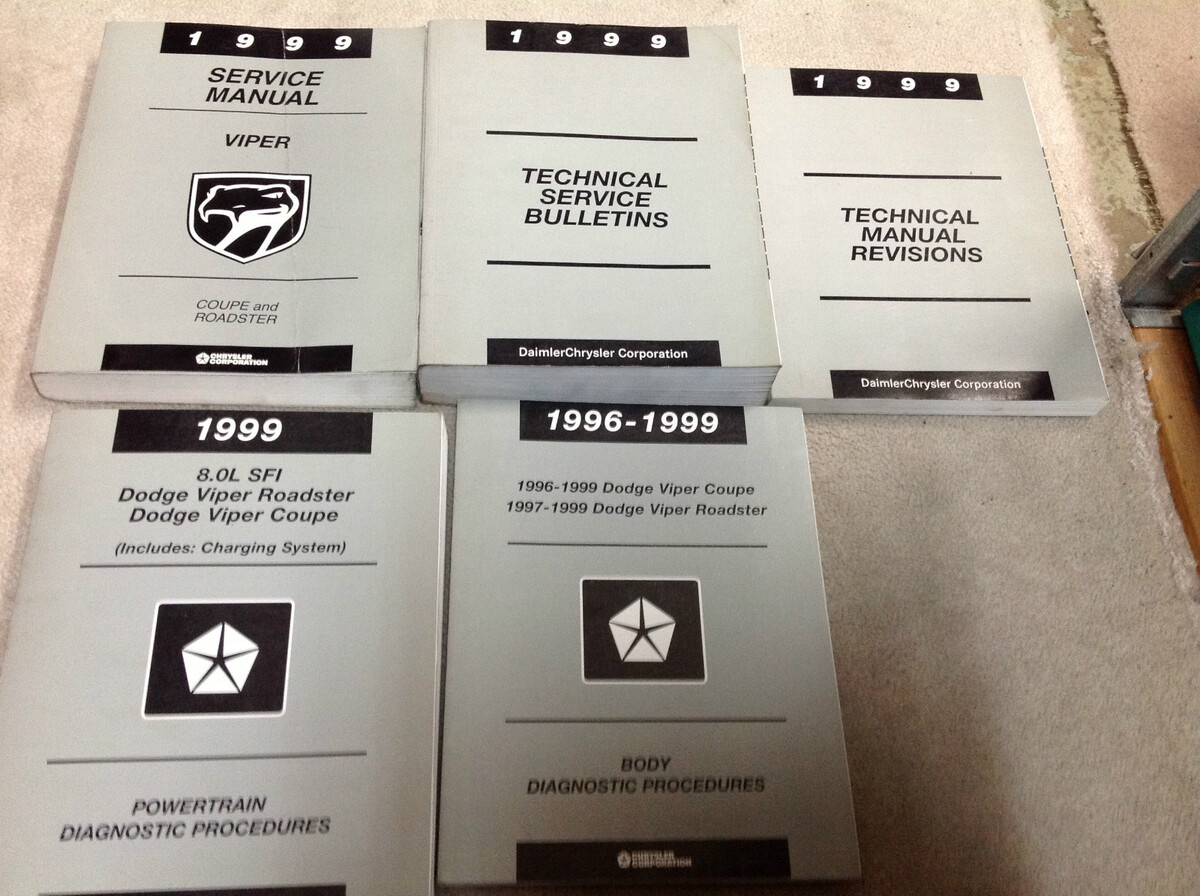 1 9 9 9
SERVICE
MANUAL
VIPER
COUPE and
ROADSTER
CHRYSLER
CORPORATION
1 9 9 9
TECHNICAL
SERVICE
BULLETINS
DaimlerChrysler Corporation
1 9 9 9
TECHNICAL
MANUAL
REVISIONS
DaimlerChrysler Corporation
1999
8.0L SFI
Dodge Viper Roadster
Dodge Viper Coupe
(Includes: Charging System)
POWERTRAIN
DIAGNOSTIC PROCEDURES
1996-1999
1996-1999 Dodge Viper Coupe
1997-1999 Dodge Viper Roadster
BODY
DIAGNOSTIC PROCEDURES
CHRYSLER
CORPORATION